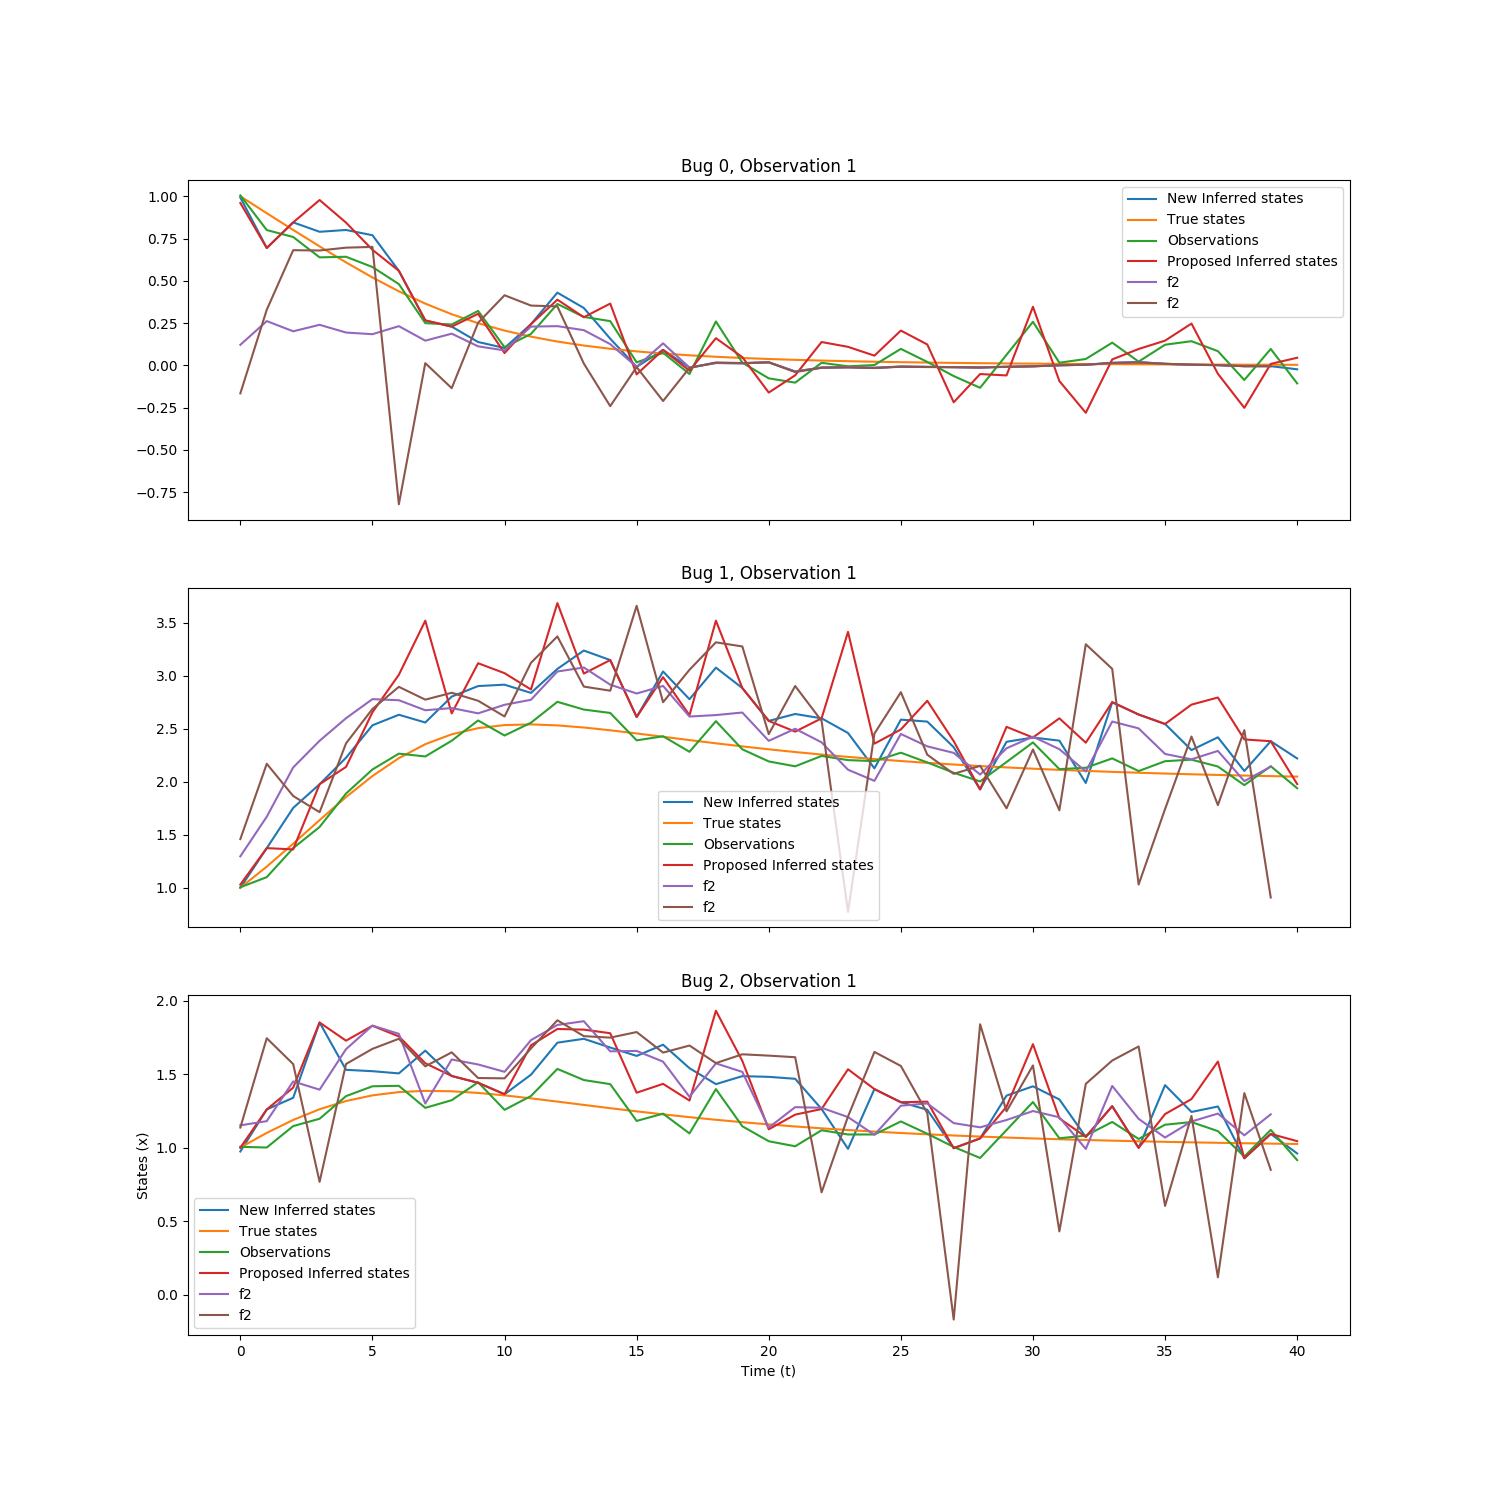 Bug 0, Observation 1
1.00
0.75
0.50
0.25
0.00
−0.25
−0.50
−0.75
New Inferred states
True states
Observations
Proposed Inferred states
f2
f2
Bug 1, Observation 1
3.5
3.0
2.5
2.0
1.5
1.0
New Inferred states
True states
Observations
Proposed Inferred states
f2
f2
Bug 2, Observation 1
States (x)
2.0
1.5
1.0
0.5
0.0
New Inferred states
True states
Observations
Proposed Inferred states
f2
f2
0 5 10 15 20 25 30 35 40
Time (t)